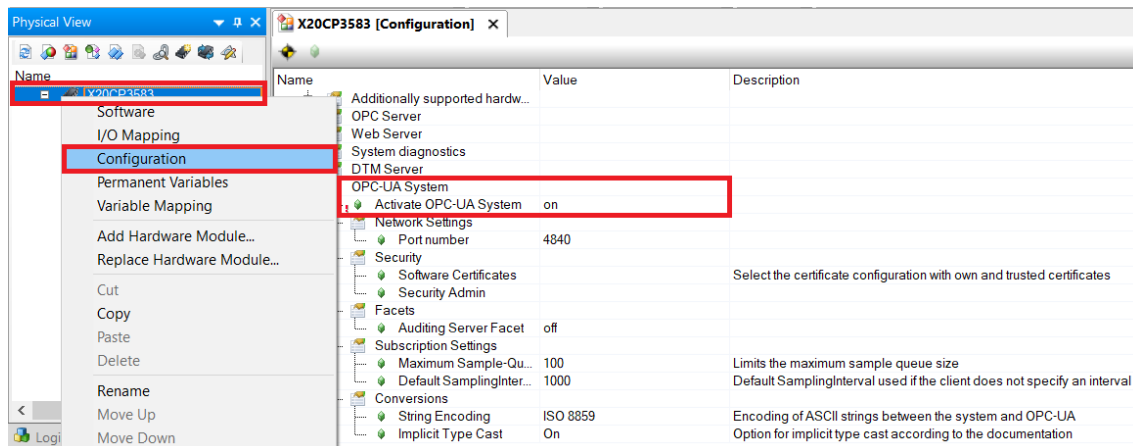 Physical View
X20CP3583 [Configuration]
Name
X20CP3583
Software
I/O Mapping
Configuration
Permanent Variables
Variable Mapping
Add Hardware Module...
Replace Hardware Module...
Cut
Copy
Paste
Delete
Rename
Move Up
Move Down
Logi
Name Value Description
Additionally supported hardw...
OPC Server
Web Server
System diagnostics
DTM Server
OPC-UA System
Activate OPC-UA System on
Network Settings
Port number 4840
Security
Software Certificates Select the certificate configuration with own and trusted certificates
Security Admin
Facets
Auditing Server Facet off
Subscription Settings
Maximum Sample-Qu... 100 Limits the maximum sample queue size
Default SamplingInter... 1000 Default SamplingInterval used if the client does not specify an interval
Conversions
String Encoding ISO 8859 Encoding of ASCII strings between the system and OPC-UA
Implicit Type Cast On Option for implicit type cast according to the documentation